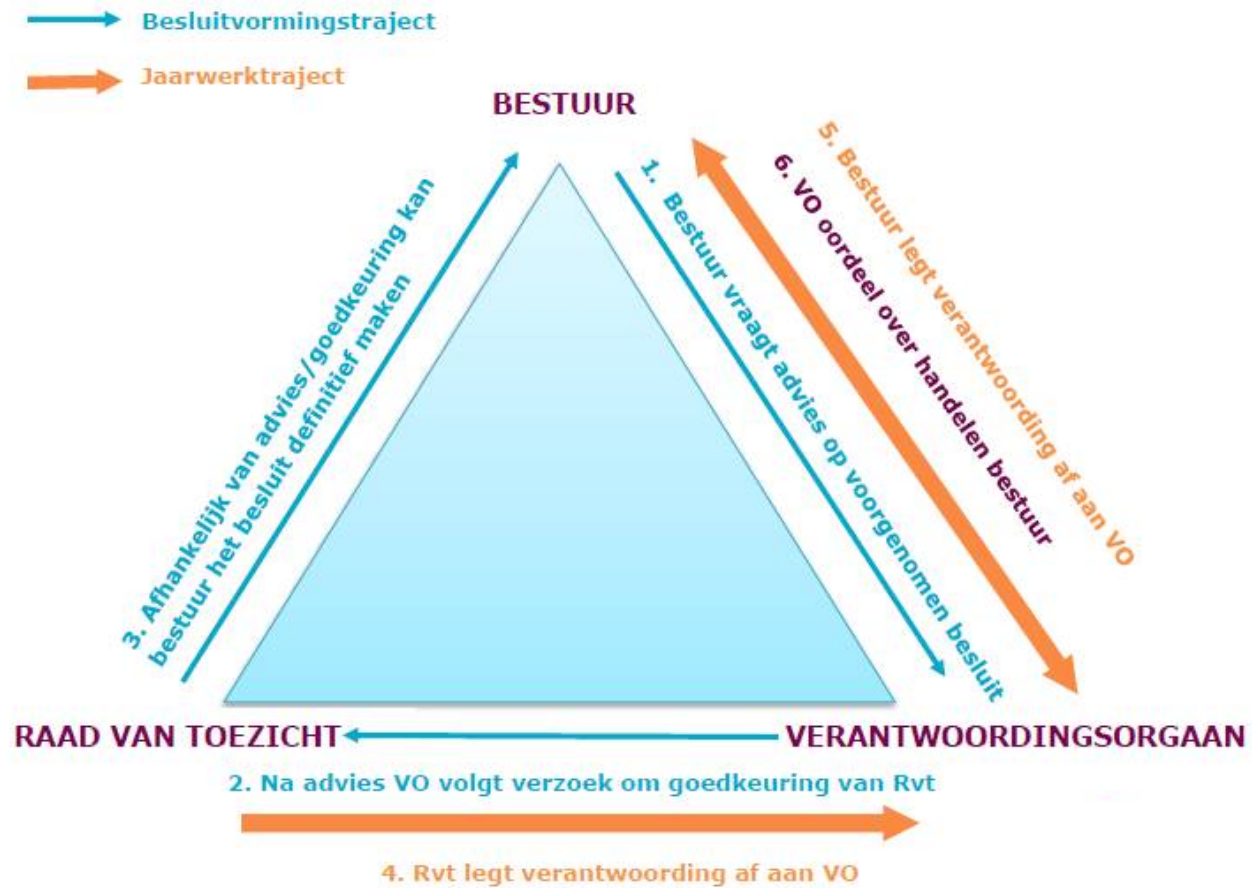 Besluitvormingstraject
Jaarwerktraject
BESTUUR
3. Afhankelijk van advies/goedkeuring kan
bestuur het besluit definitief maken
1. Bestuur vraagt advies op voorgenomen besluit
6. VO oordeel over handelen bestuur
5. Bestuur legt verantwoording af aan VO
RAAD VAN TOEZICHT
VERANTWOORDINGSORGAAN
2. Na advies VO volgt verzoek om goedkeuring van Rvt
4. Rvt legt verantwoording af aan VO